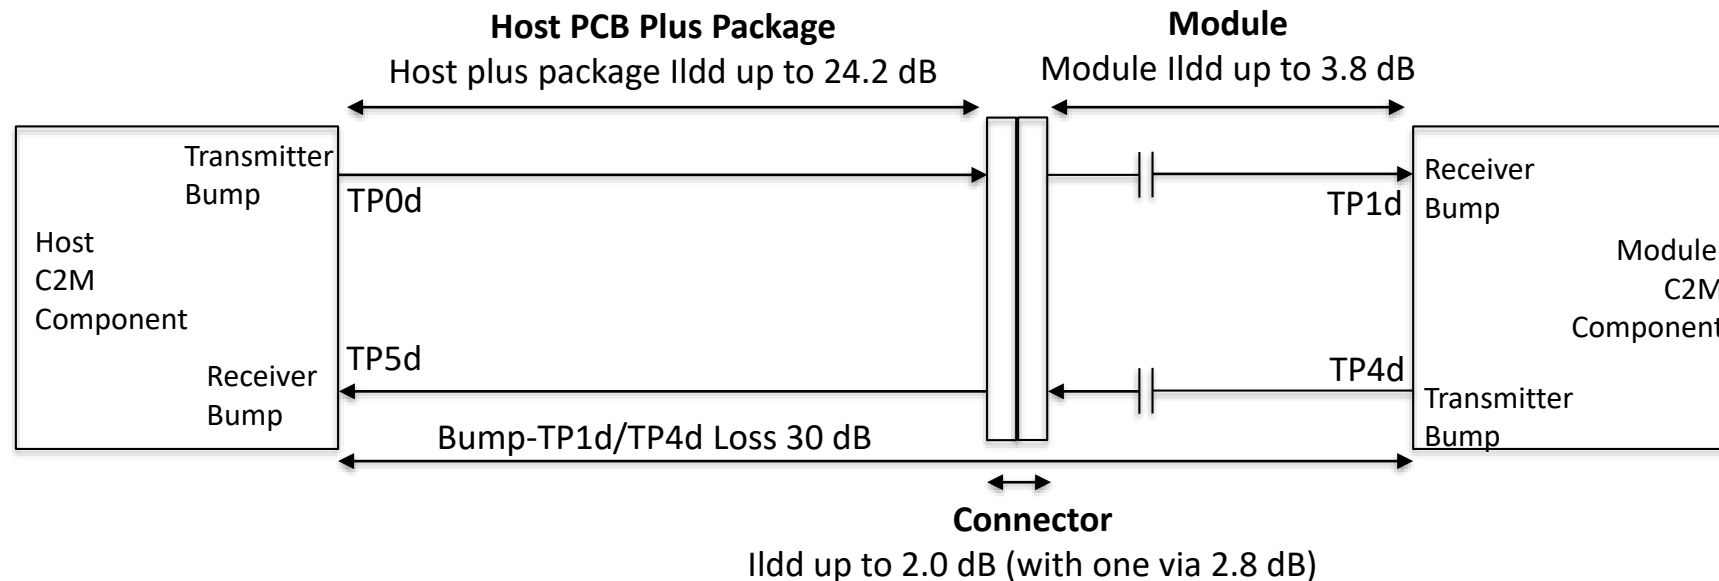 Host PCB Plus Package
Host plus package Ildd up to 24.2 dB
Module
Module Ildd up to 3.8 dB
Transmitter
Bump
TP0d
Host
C2M
Component
TP5d
Receiver
Bump
Receiver
Bump
TP1d
Module
C2M
Component
TP4d
Transmitter
Bump
Bump-TP1d/TP4d Loss 30 dB
Connector
Ildd up to 2.0 dB (with one via 2.8 dB)